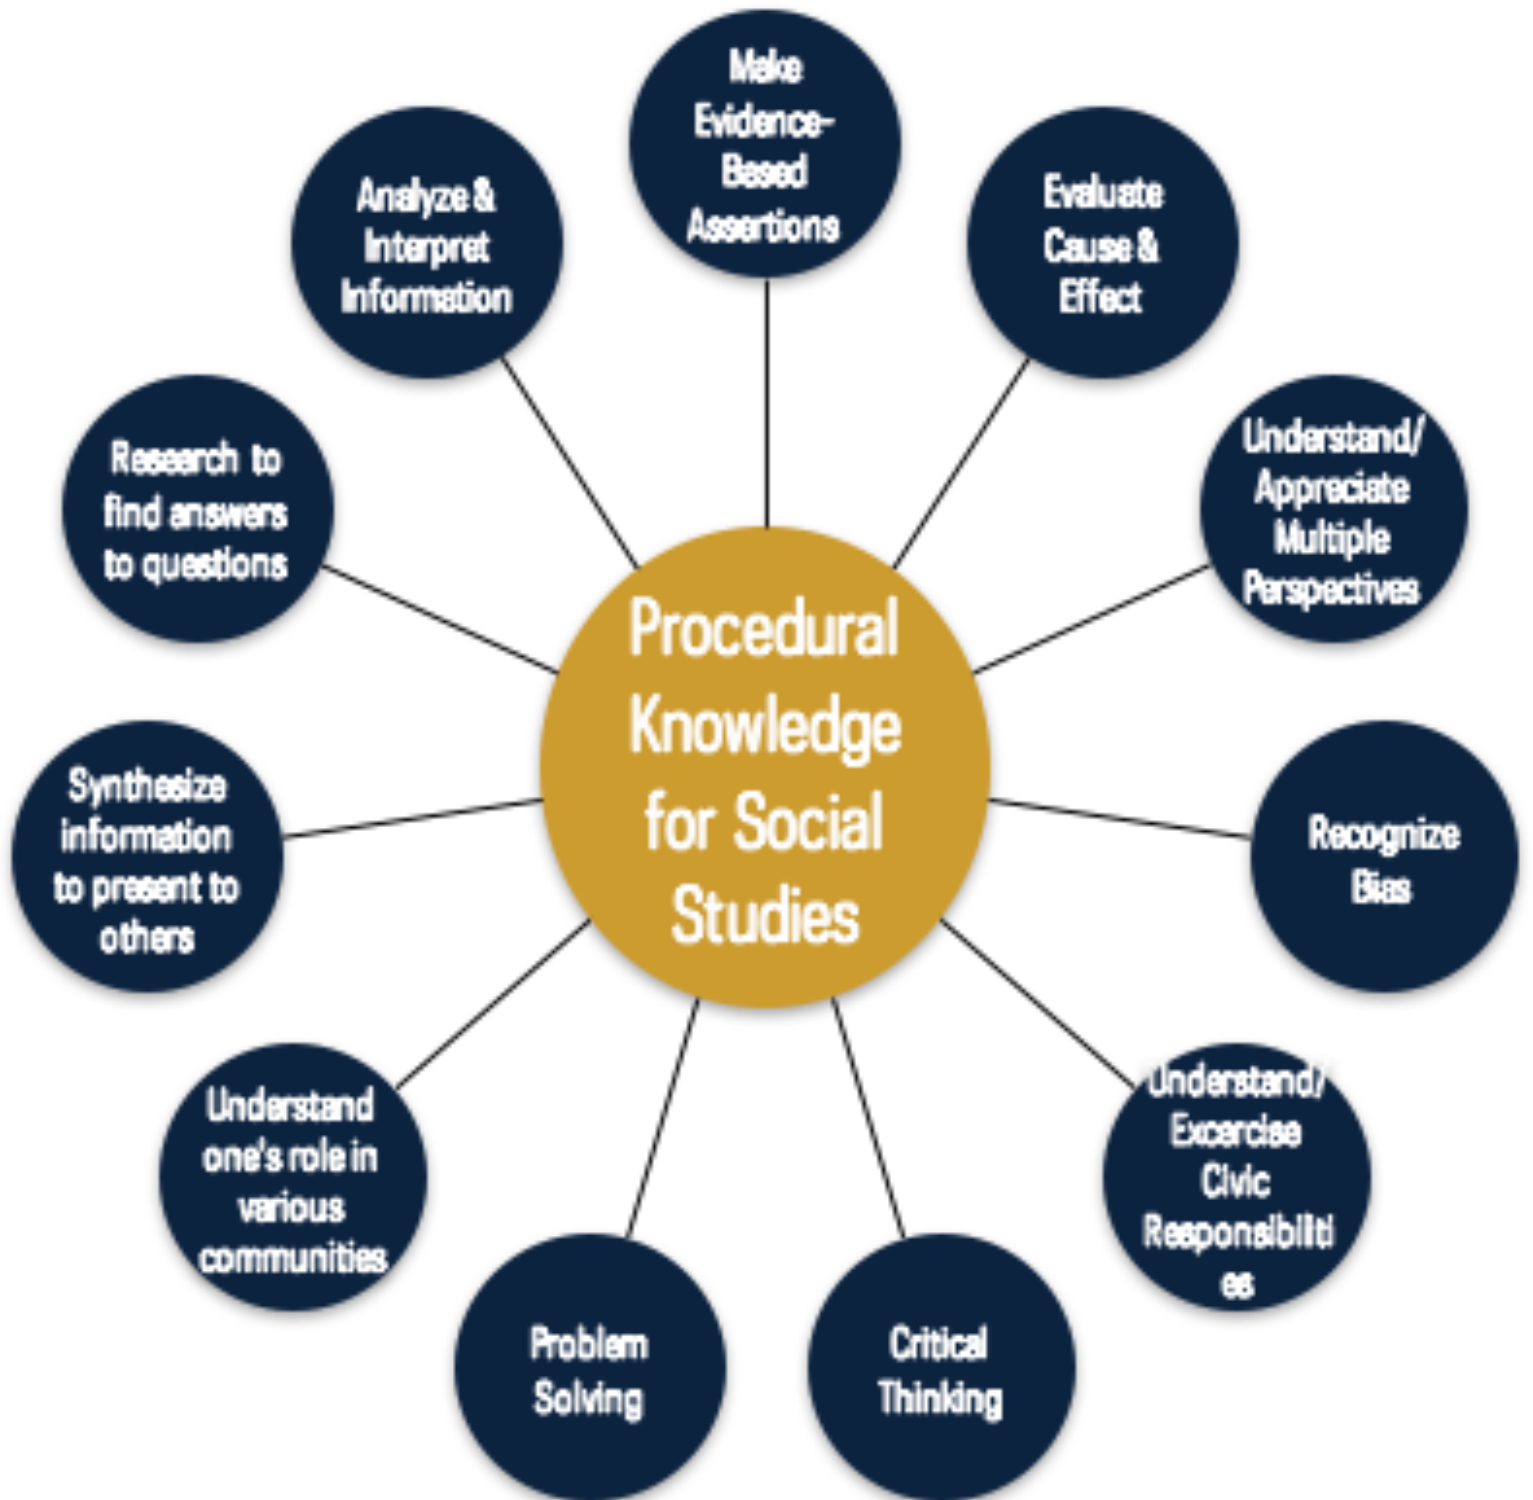 Make
Evidence-
Based
Assertions
Evaluate
Cause &
Effect
Understand/
Appreciate
Multiple
Perspectives
Recognize
Bias
Understand/
Excercise
Civic
Responsibiliti
es
Critical
Thinking
Problem
Solving
Understand
one's role in
various
communities
Synthesize
information
to present to
others
Research to
find answers
to questions
Analyze &
Interpret
Information
Procedural
Knowledge
for Social
Studies